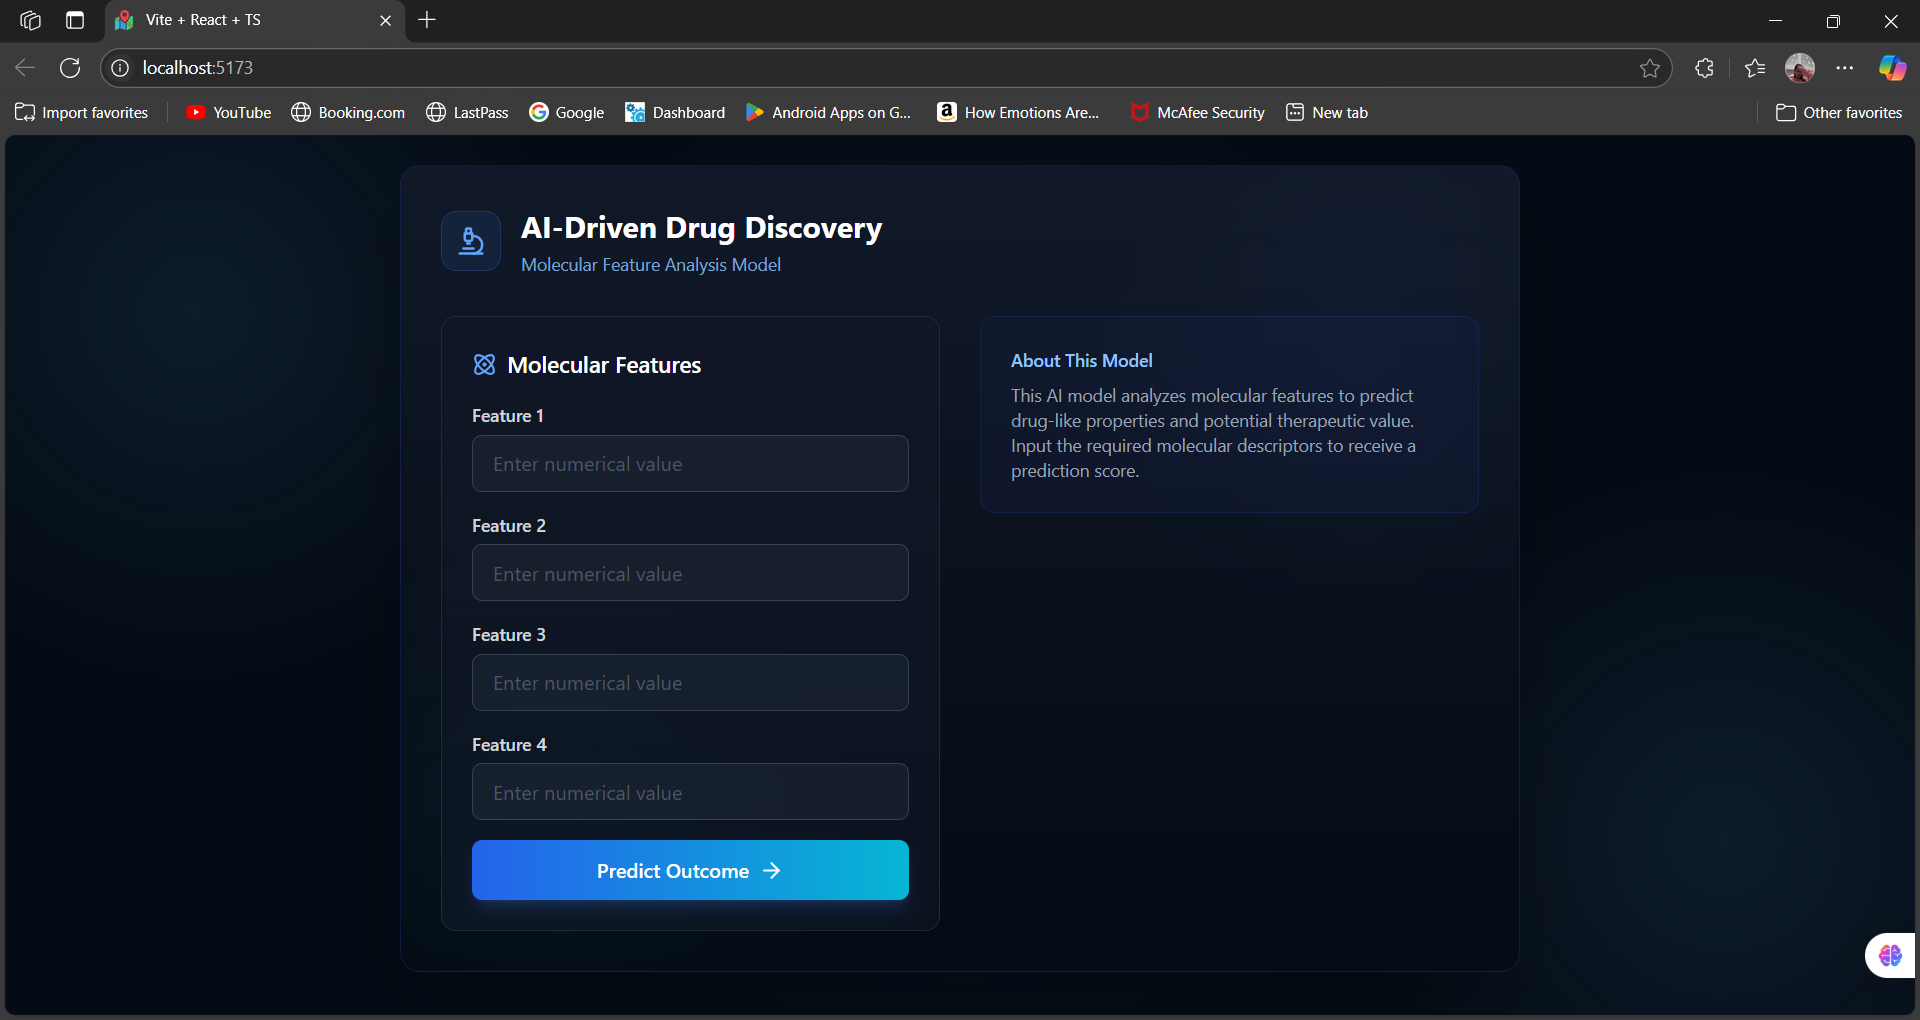 Vite + React + TS
localhost:5173
Import favorites
YouTube
Booking.com
LastPass
Google
Dashboard
Android Apps on G...
How Emotions Are...
McAfee Security
New tab
Other favorites
AI-Driven Drug Discovery
Molecular Feature Analysis Model
Molecular Features
Feature 1
Enter numerical value
Feature 2
Enter numerical value
Feature 3
Enter numerical value
Feature 4
Enter numerical value
Predict Outcome →
About This Model
This AI model analyzes molecular features to predict
drug-like properties and potential therapeutic value.
Input the required molecular descriptors to receive a
prediction score.